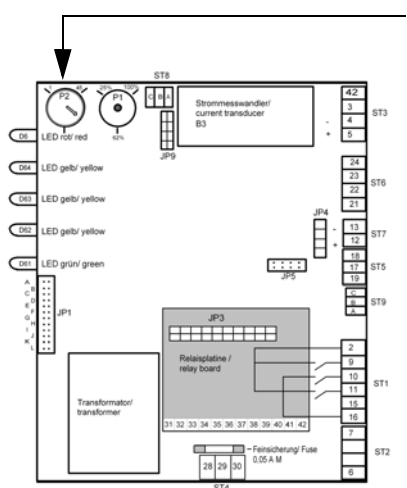 ST8
1 45
P2
25% 100%
P1
62%
C B A
JP9
Strommesswandler/
current transducer
B3
42
3
- 4
+ 5
ST3
D6 LED rot/ red
D64 LED gelb/ yellow
D63 LED gelb/ yellow
D62 LED gelb/ yellow
D61 LED grün/ green
24
23
22
21
ST6
JP4
- 13
+ 12
ST7
18
17
19
ST5
JP5
C
B
A
ST9
A
B
C
D
E
F
G
H
I
J
K
L
JP1
JP3
Relaisplatine /
relay board
31 32 33 34 35 36 37 38 39 40 41 42
2
9
10
11
15
16
ST1
Transformator/
transformer
7
6
ST2
Feinsicherung/ Fuse
0,05 A M
28 29 30
ST4